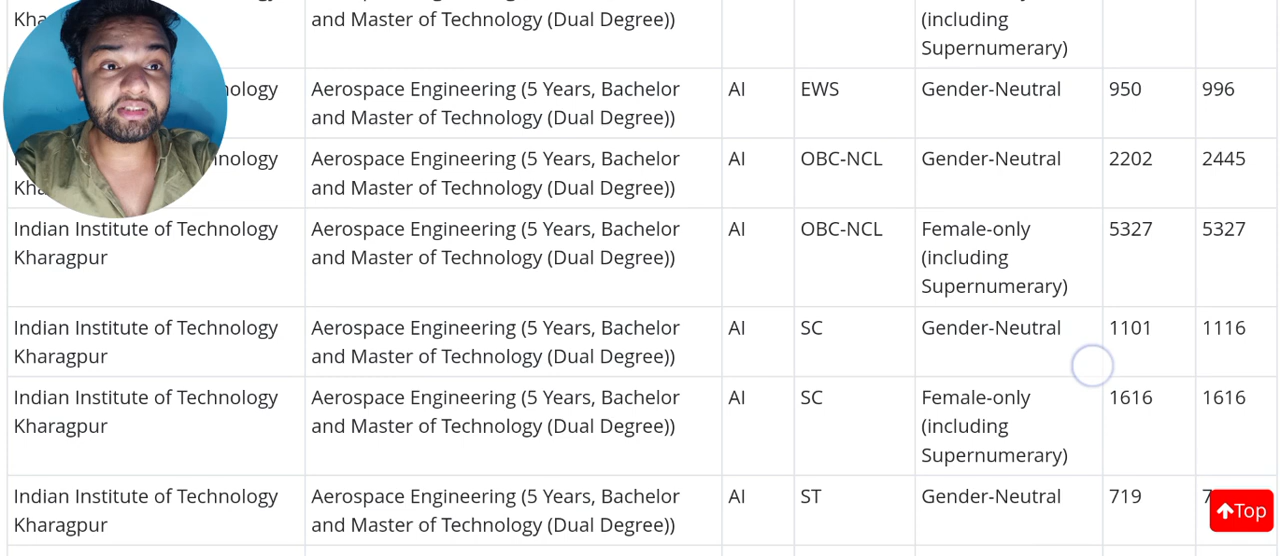 Kha
and Master of Technology (Dual Degree))
(including
Supernumerary)
nology
Aerospace Engineering (5 Years, Bachelor
and Master of Technology (Dual Degree))
AI
EWS
Gender-Neutral
950
996
nology
Kha
Aerospace Engineering (5 Years, Bachelor
and Master of Technology (Dual Degree))
AI
OBC-NCL
Gender-Neutral
2202
2445
Indian Institute of Technology
Kharagpur
Aerospace Engineering (5 Years, Bachelor
and Master of Technology (Dual Degree))
AI
OBC-NCL
Female-only
(including
Supernumerary)
5327
5327
Indian Institute of Technology
Kharagpur
Aerospace Engineering (5 Years, Bachelor
and Master of Technology (Dual Degree))
AI
SC
Gender-Neutral
1101
1116
Indian Institute of Technology
Kharagpur
Aerospace Engineering (5 Years, Bachelor
and Master of Technology (Dual Degree))
AI
SC
Female-only
(including
Supernumerary)
1616
1616
Indian Institute of Technology
Kharagpur
Aerospace Engineering (5 Years, Bachelor
and Master of Technology (Dual Degree))
AI
ST
Gender-Neutral
719
Top